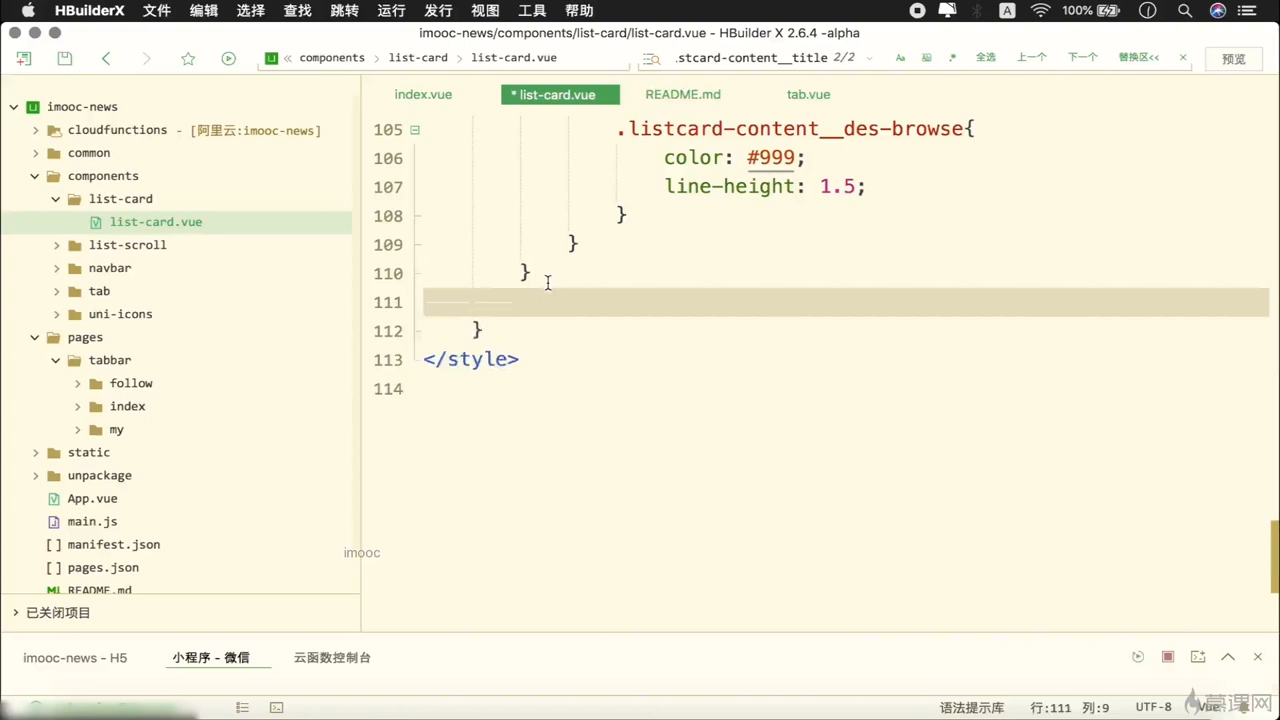 HBuilderX 文件 编辑 选择 查找 跳转 运行 发行 视图 工具 帮助 A 100%
imooc-news/components/list-card/list-card.vue - HBuilder X 2.6.4 -alpha
components list-card list-card.vue .stcard-content__title 2/2 Aa .* 全选 上一个 下一个 替换区<< 预览
index.vue * list-card.vue README.md tab.vue
imooc-news
cloudfunctions - [阿里云:imooc-news]
common
components
list-card
list-card.vue
list-scroll
navbar
tab
uni-icons
pages
tabbar
follow
index
my
static
unpackage
App.vue
main.js
manifest.json
pages.json
README.md
已关闭项目
105 .listcard-content__des-browse{
106 color: #999;
107 line-height: 1.5;
108 }
109 }
110 }
111
112 }
113 </style>
114
imooc
imooc-news - H5 小程序 - 微信 云函数控制台
语法提示库 行:111 列:9 UTF-8 Vue
慕课网